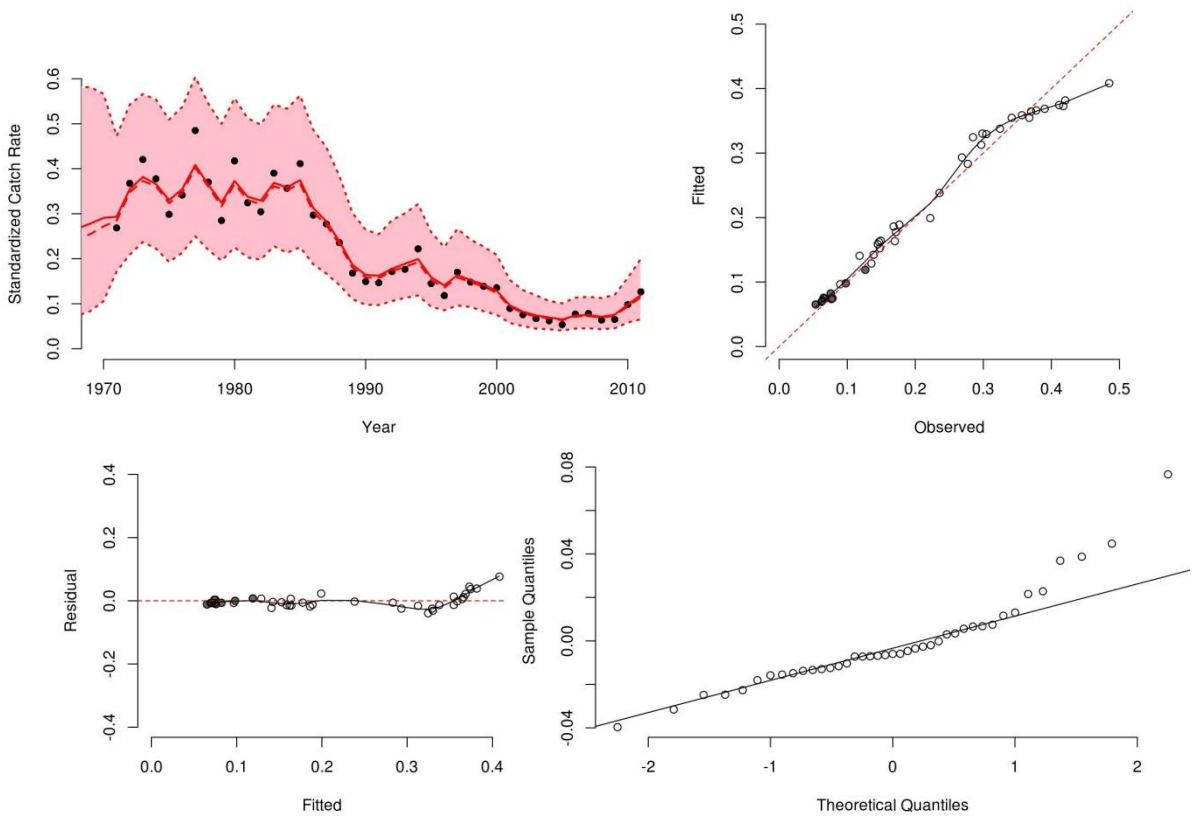 Standardized Catch Rate
0.6
0.5
0.4
0.3
0.2
0.1
0.0
1970 1980 1990 2000 2010
Year
Fitted
0.5
0.4
0.3
0.2
0.1
0.0
0.0 0.1 0.2 0.3 0.4 0.5
Observed
Residual
0.4
0.2
0.0
-0.2
-0.4
0.0 0.1 0.2 0.3 0.4
Fitted
Sample Quantiles
0.08
0.04
0.00
-0.04
-2 -1 0 1 2
Theoretical Quantiles